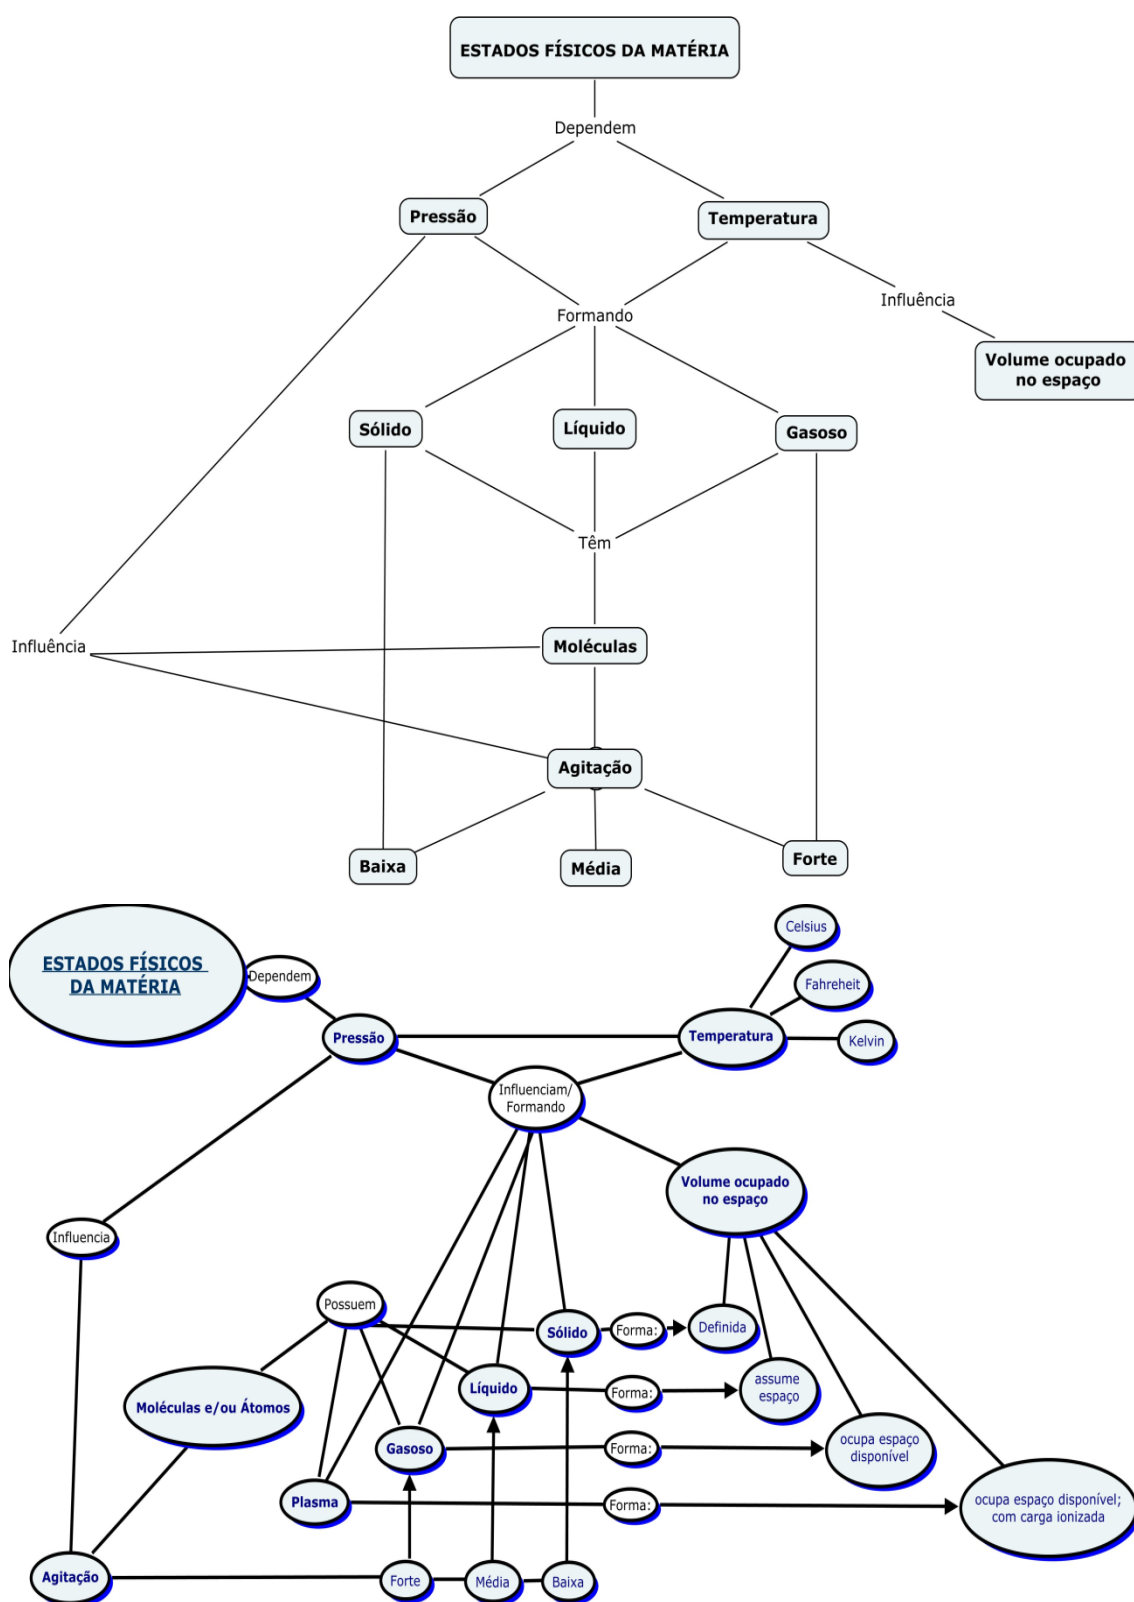 ESTADOS FÍSICOS DA MATÉRIA
Dependem
Pressão
Temperatura
Influência
Formando
Volume ocupado
no espaço
Sólido
Líquido
Gasoso
Têm
Influência
Moléculas
Agitação
Baixa
Média
Forte
Celsius
ESTADOS FÍSICOS
DA MATÉRIA
Dependem
Fahreheit
Pressão
Temperatura
Kelvin
Influenciam/
Formando
Volume ocupado
no espaço
Influencia
Possuem
Sólido
Forma:
Definida
Líquido
Forma:
assume
espaço
Moléculas e/ou Átomos
Gasoso
Forma:
ocupa espaço
disponível
Plasma
Forma:
ocupa espaço disponível;
com carga ionizada
Agitação
Forte
Média
Baixa